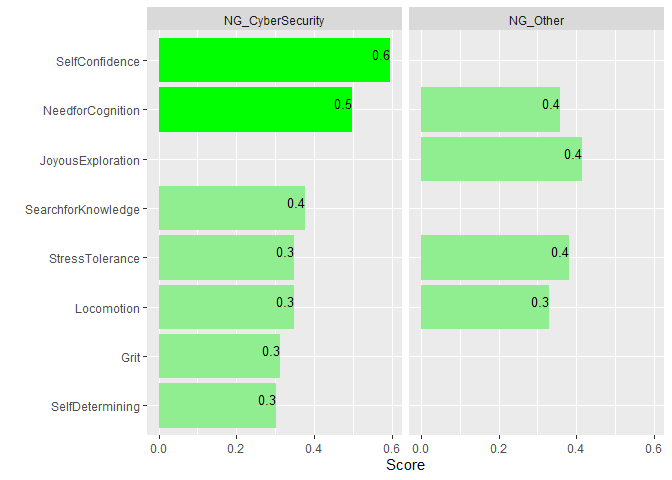 NG_CyberSecurity NG_Other
SelfConfidence 0.6
NeedforCognition 0.5 0.4
JoyousExploration 0.4
SearchforKnowledge 0.4
StressTolerance 0.3 0.4
Locomotion 0.3 0.3
Grit 0.3
SelfDetermining 0.3
0.0 0.2 0.4 0.6 0.0 0.2 0.4 0.6
Score